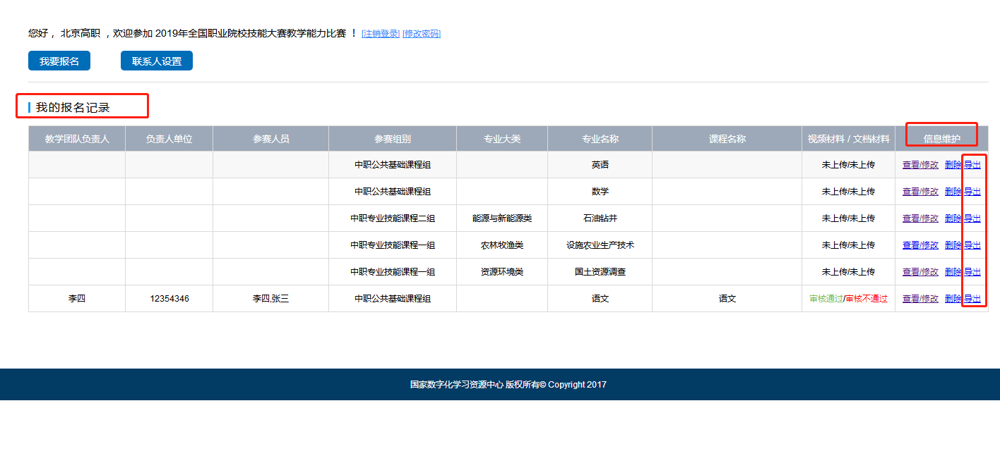 您好， 北京高职 ，欢迎参加 2019年全国职业院校技能大赛教学能力比赛 ！ [注销登录] [修改密码]
我要报名 联系人设置
我的报名记录
教学团队负责人 负责人单位 参赛人员 参赛组别 专业大类 专业名称 课程名称 视频材料 / 文档材料 信息维护
中职公共基础课程组 英语 未上传/未上传 查看/修改 删除 导出
中职公共基础课程组 数学 未上传/未上传 查看/修改 删除 导出
中职专业技能课程二组 能源与新能源类 石油钻井 未上传/未上传 查看/修改 删除 导出
中职专业技能课程一组 农林牧渔类 设施农业生产技术 未上传/未上传 查看/修改 删除 导出
中职专业技能课程一组 资源环境类 国土资源调查 未上传/未上传 查看/修改 删除 导出
李四 12354346 李四,张三 中职公共基础课程组 语文 语文 审核通过/审核不通过 查看/修改 删除 导出
国家数字化学习资源中心 版权所有© Copyright 2017